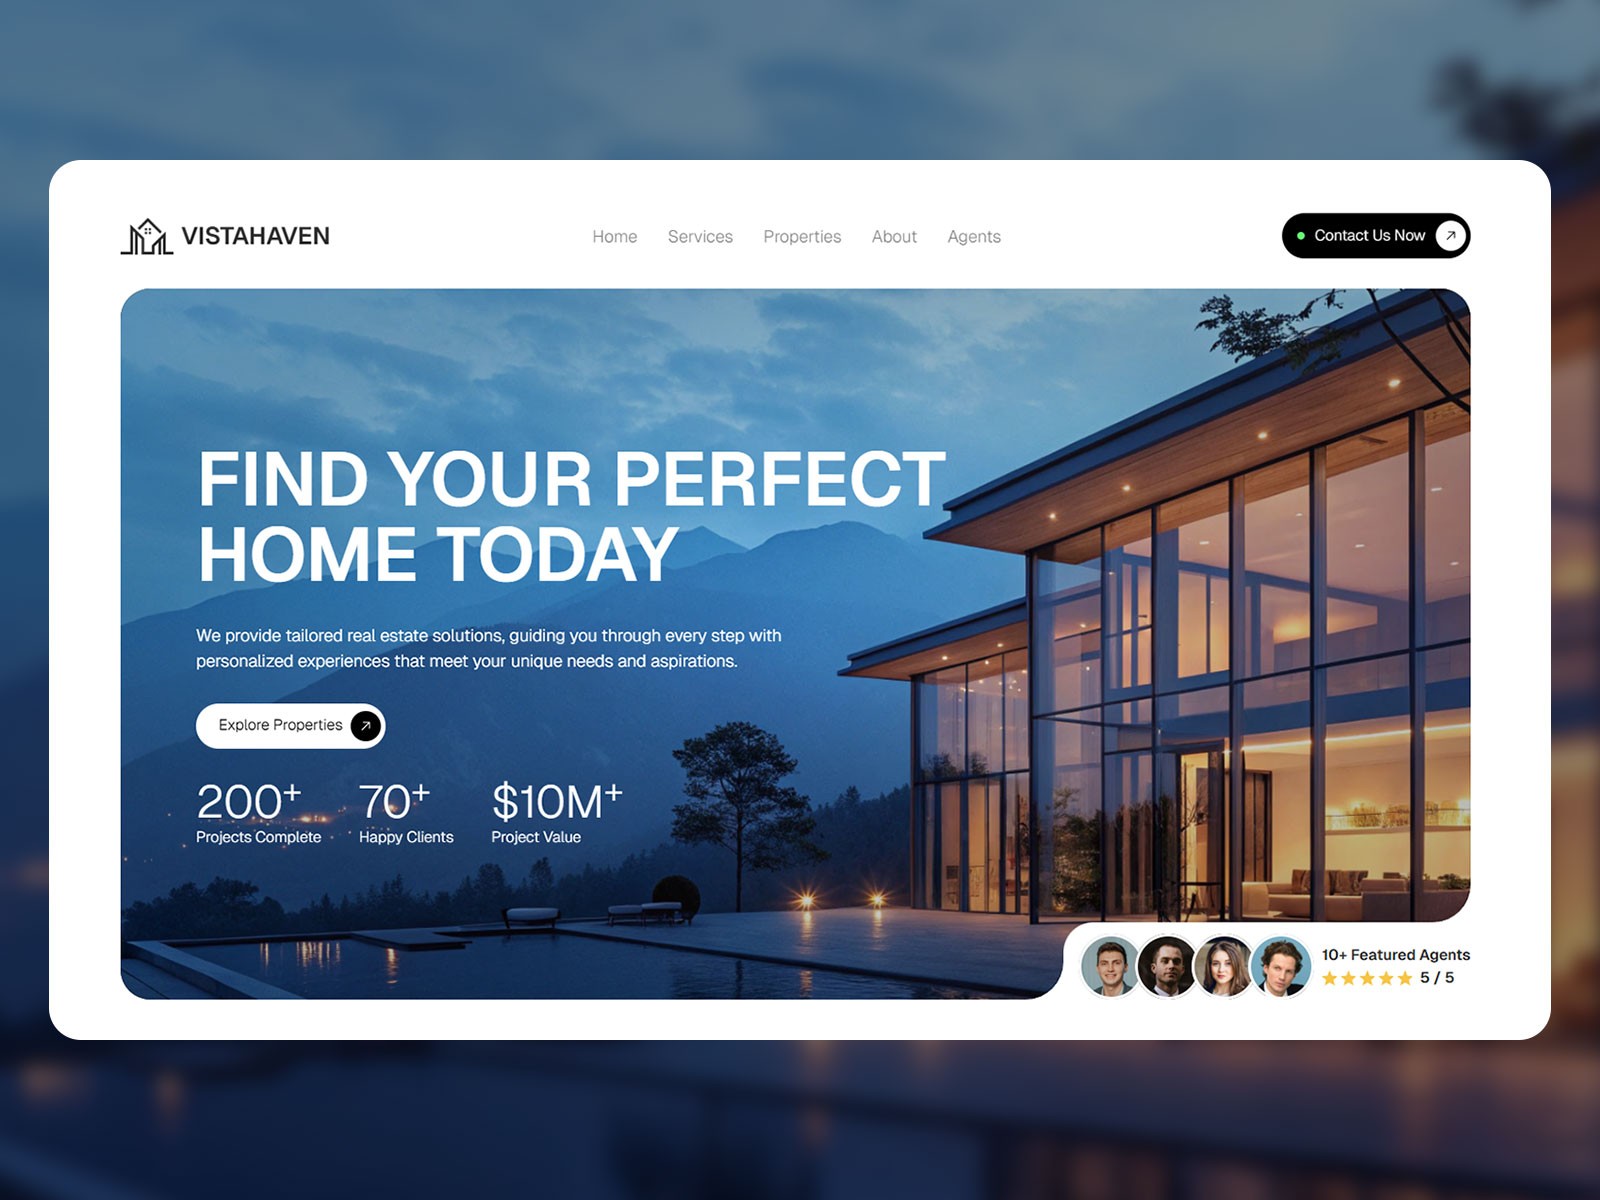 VISTAHAVEN
Home Services Properties About Agents
Contact Us Now
FIND YOUR PERFECT
HOME TODAY
We provide tailored real estate solutions, guiding you through every step with
personalized experiences that meet your unique needs and aspirations.
Explore Properties
200+ 70+ $10M+
Projects Complete Happy Clients Project Value
10+ Featured Agents
5 / 5